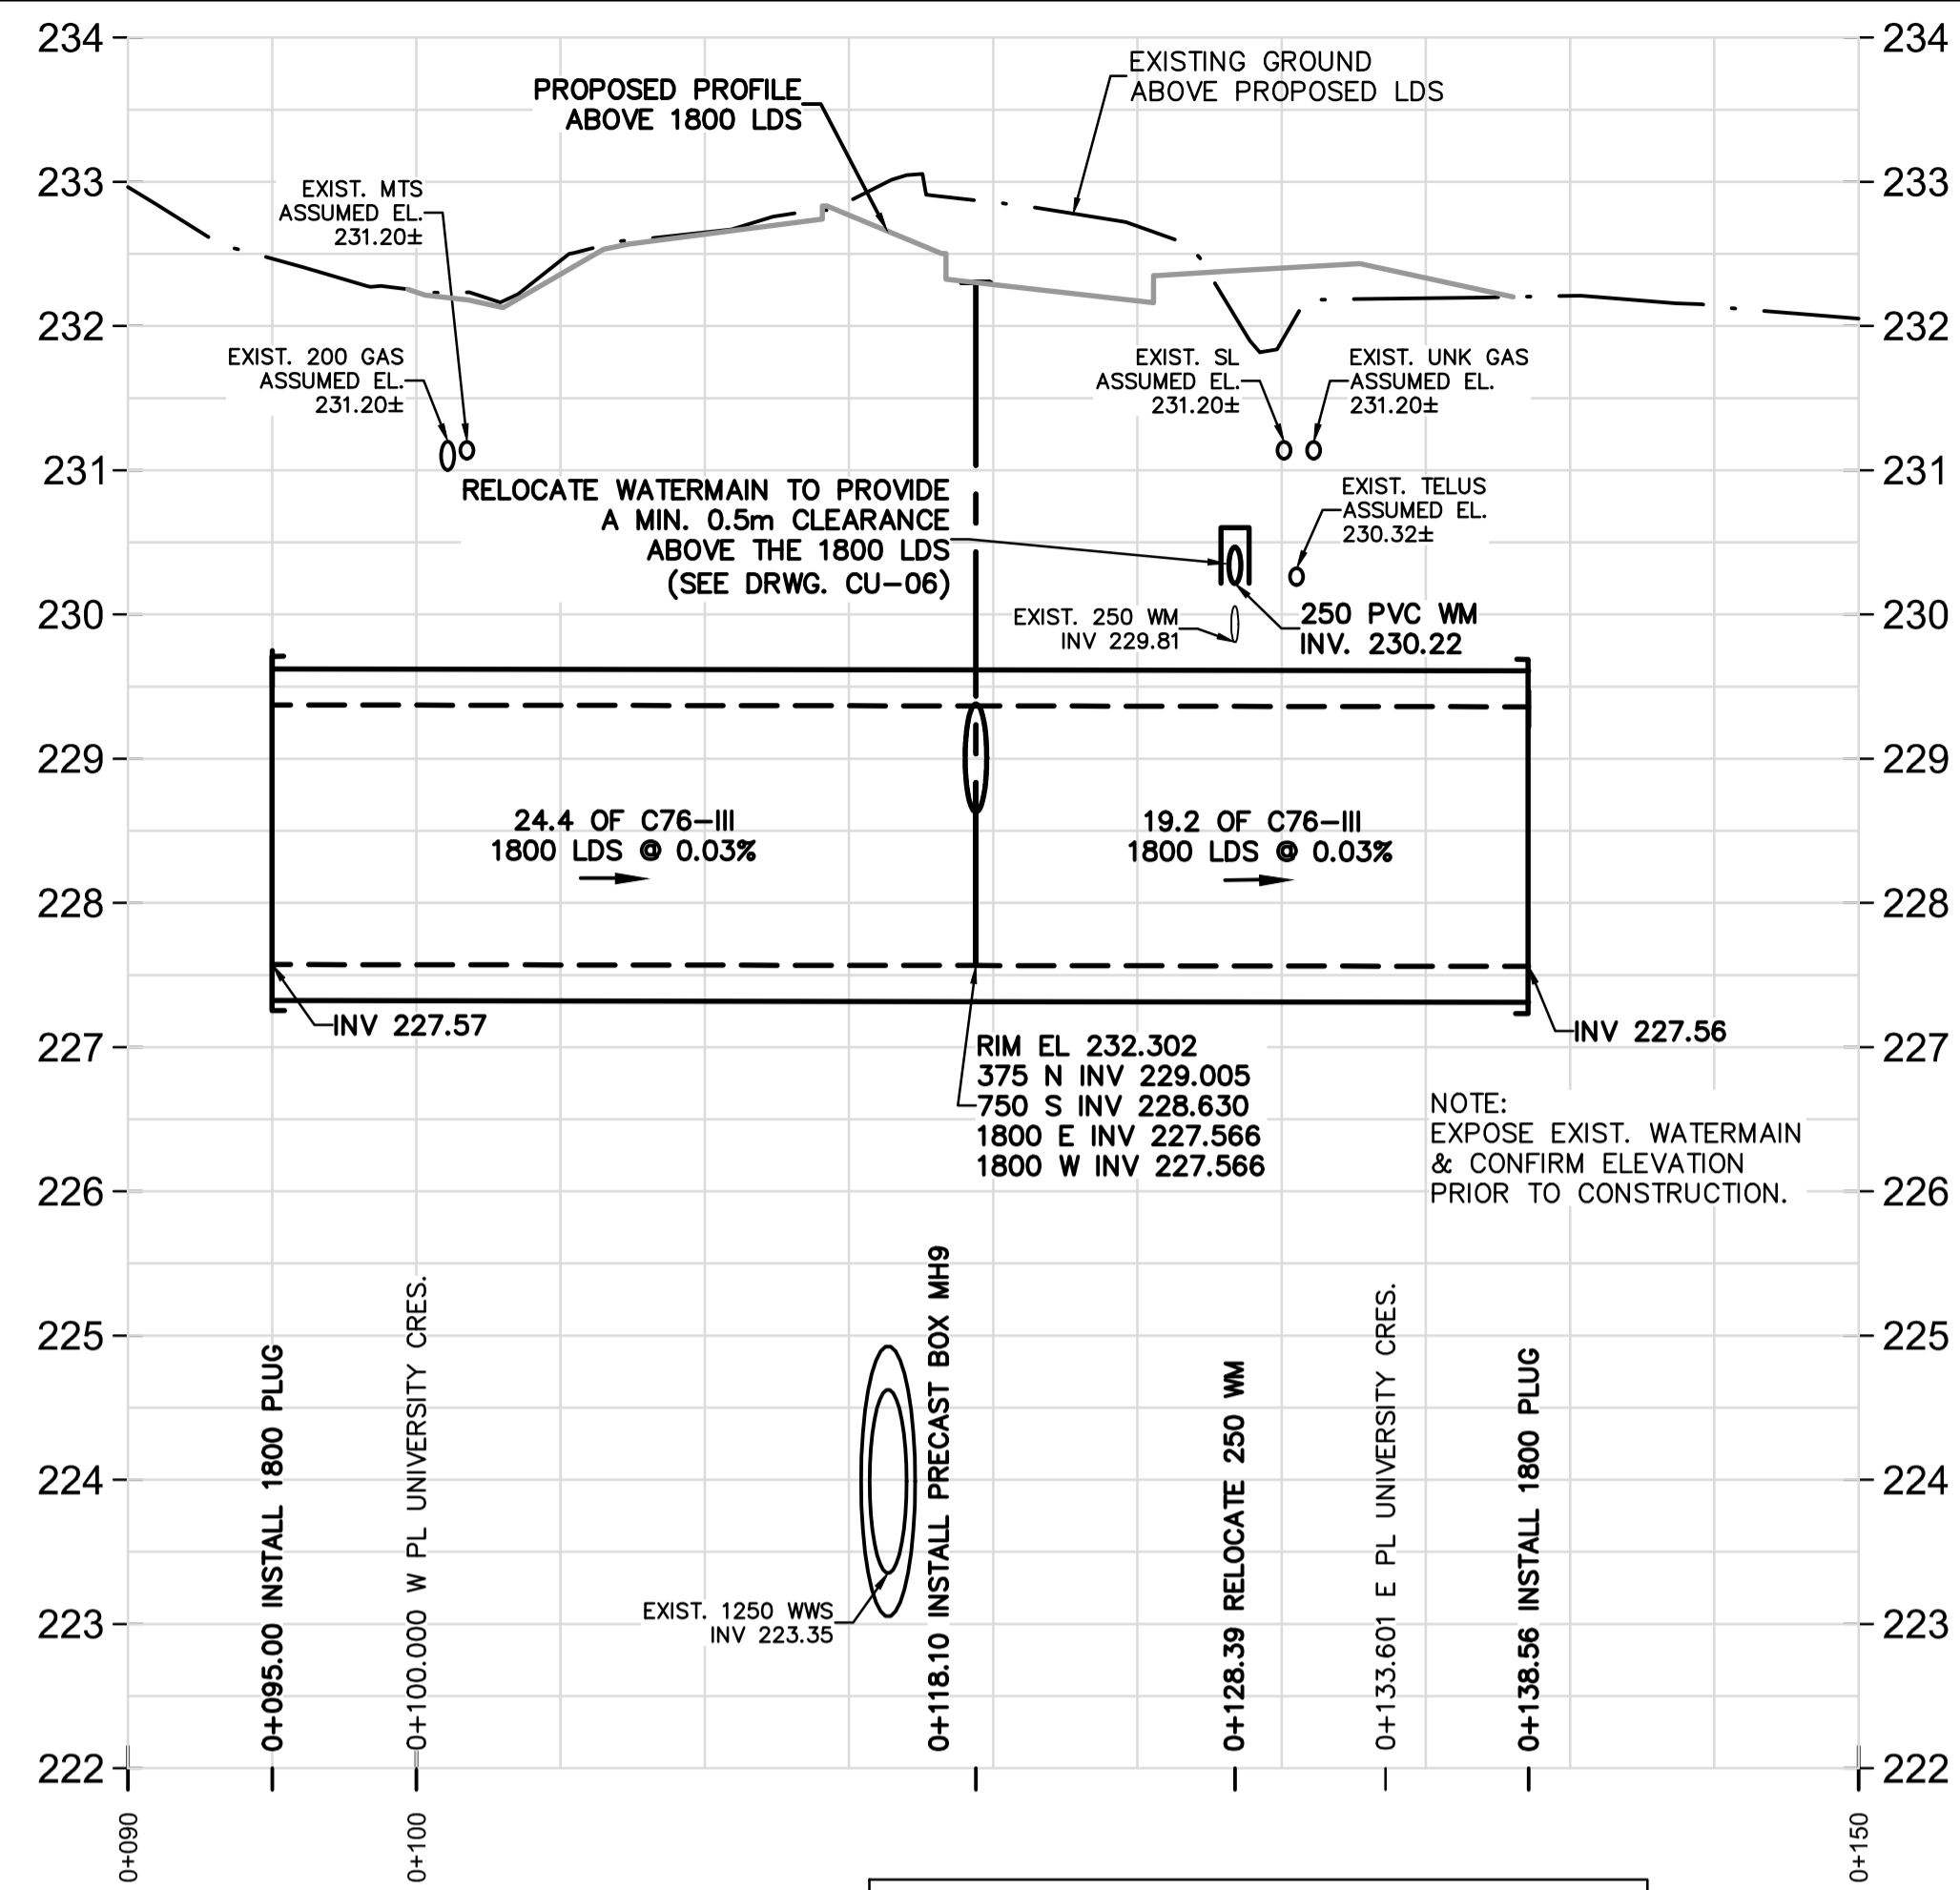 234
233
232
231
230
229
228
227
226
225
224
223
222
234
233
232
231
230
229
228
227
226
225
224
223
222
PROPOSED PROFILE
ABOVE 1800 LDS
EXISTING GROUND
ABOVE PROPOSED LDS
EXIST. MTS
ASSUMED EL.
231.20±
EXIST. 200 GAS
ASSUMED EL.
231.20±
EXIST. SL
ASSUMED EL.
231.20±
EXIST. UNK GAS
ASSUMED EL.
231.20±
RELOCATE WATERMAIN TO PROVIDE
A MIN. 0.5m CLEARANCE
ABOVE THE 1800 LDS
(SEE DRWG. CU-06)
EXIST. TELUS
ASSUMED EL.
230.32±
EXIST. 250 WM
INV 229.81
250 PVC WM
INV. 230.22
24.4 OF C76-III
1800 LDS @ 0.03%
19.2 OF C76-III
1800 LDS @ 0.03%
INV 227.57
INV 227.56
RIM EL 232.302
375 N INV 229.005
750 S INV 228.630
1800 E INV 227.566
1800 W INV 227.566
NOTE:
EXPOSE EXIST. WATERMAIN
& CONFIRM ELEVATION
PRIOR TO CONSTRUCTION.
EXIST. 1250 WWS
INV 223.35
0+095.00 INSTALL 1800 PLUG
0+100.000 W PL UNIVERSITY CRES.
0+118.10 INSTALL PRECAST BOX MH9
0+128.39 RELOCATE 250 WM
0+133.601 E PL UNIVERSITY CRES.
0+138.56 INSTALL 1800 PLUG
0+090
0+100
0+150